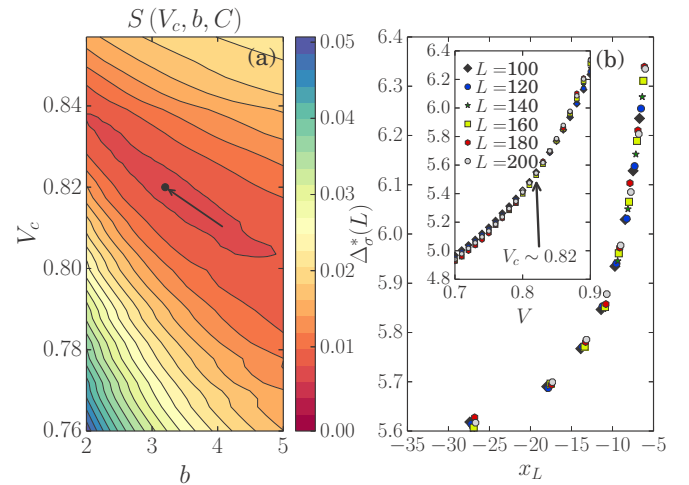 S (V_c, b, C)
(a)
0.84
0.82
0.80
0.78
0.76
V_c
2
3
4
5
b
0.05
0.04
0.03
0.02
0.01
0.00
Δ*_σ(L)
6.4
6.3
6.2
6.1
6.0
5.9
5.8
5.7
5.6
−35
−30
−25
−20
−15
−10
−5
x_L
(b)
6.4
6.2
6.0
5.8
5.6
5.4
5.2
5.0
4.8
0.7
0.8
0.9
V
L =100
L =120
L =140
L =160
L =180
L =200
V_c ∼ 0.82